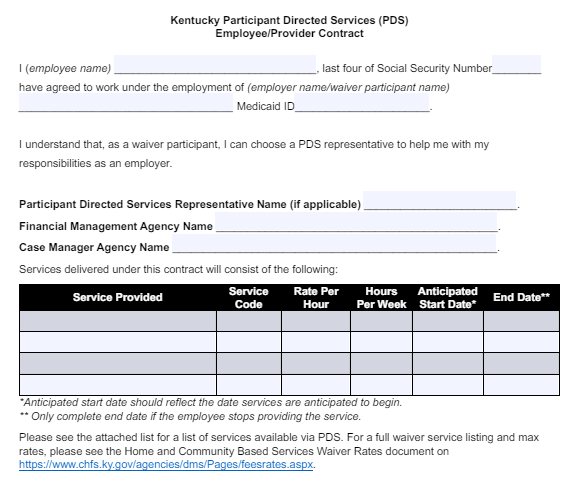 Kentucky Participant Directed Services (PDS)
Employee/Provider Contract
I (employee name) ________________________________, last four of Social Security Number________
have agreed to work under the employment of (employer name/waiver participant name)
__________________________________ Medicaid ID_____________________.
I understand that, as a waiver participant, I can choose a PDS representative to help me with my
responsibilities as an employer.
Participant Directed Services Representative Name (if applicable) ________________________.
Financial Management Agency Name _____________________________________________.
Case Manager Agency Name ____________________________________________________.
Services delivered under this contract will consist of the following:
Service Provided Service Code Rate Per Hour Hours Per Week Anticipated Start Date* End Date**
*Anticipated start date should reflect the date services are anticipated to begin.
** Only complete end date if the employee stops providing the service.
Please see the attached list for a list of services available via PDS. For a full waiver service listing and max
rates, please see the Home and Community Based Services Waiver Rates document on
https://www.chfs.ky.gov/agencies/dms/Pages/feesrates.aspx.